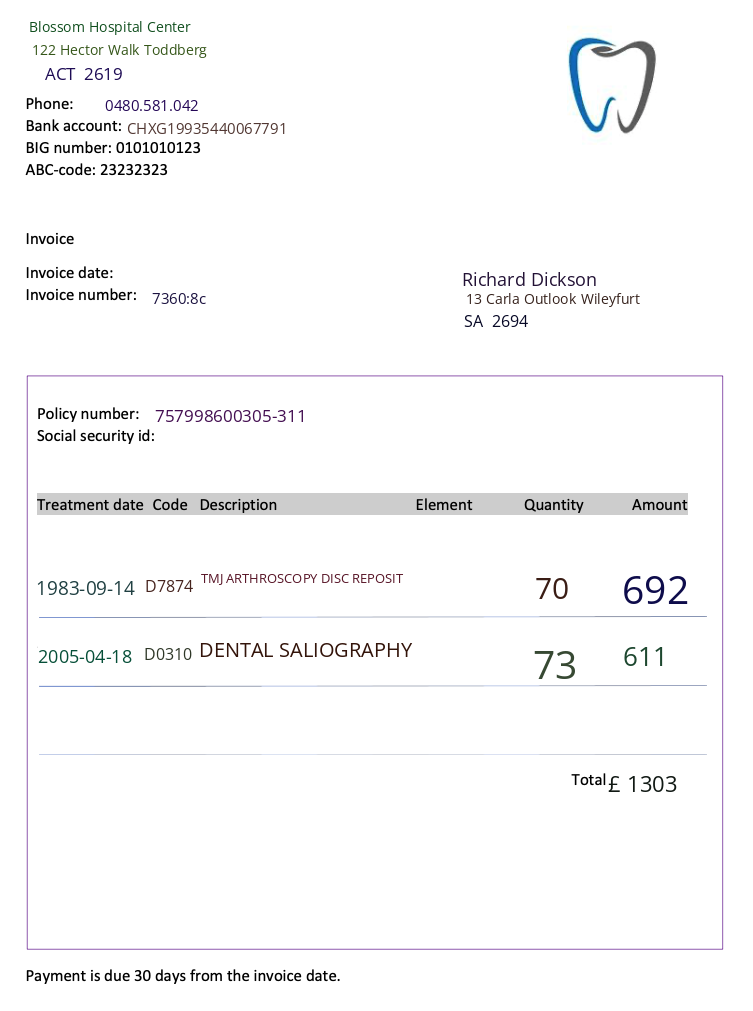 Blossom Hospital Center
122 Hector Walk Toddberg
ACT 2619
Phone: 0480.581.042
Bank account: CHXG19935440067791
BIG number: 0101010123
ABC-code: 23232323
Invoice
Invoice date:
Invoice number: 7360:8c
Richard Dickson
13 Carla Outlook Wileyfurt
SA 2694
Policy number: 757998600305-311
Social security id:
Treatment date Code Description Element Quantity Amount
1983-09-14 D7874 TMJ ARTHROSCOPY DISC REPOSIT 70 692
2005-04-18 D0310 DENTAL SALIOGRAPHY 73 611
Total £ 1303
Payment is due 30 days from the invoice date.